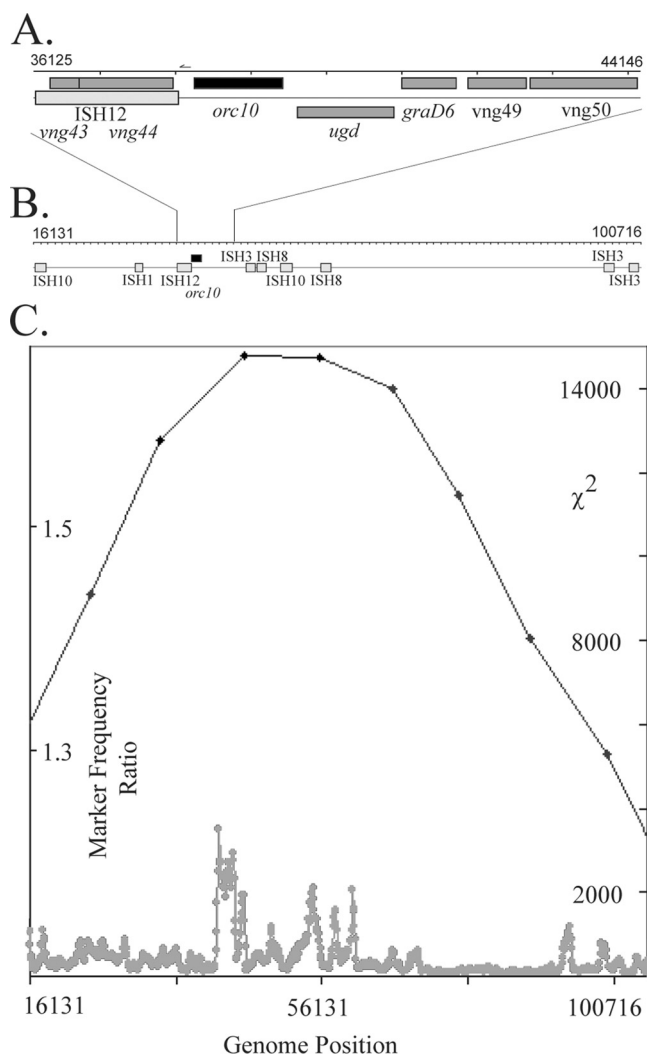 A.
36125 44146
ISH12 orc10 graD6 vng49 vng50
vng43 vng44 ugd
B.
16131 100716
ISH3 ISH8 ISH3
ISH10 ISH1 ISH12 ISH10 ISH8 ISH3
orc10
C.
14000
χ2
1.5
8000
1.3
Marker Frequency
Ratio
2000
16131 56131 100716
Genome Position